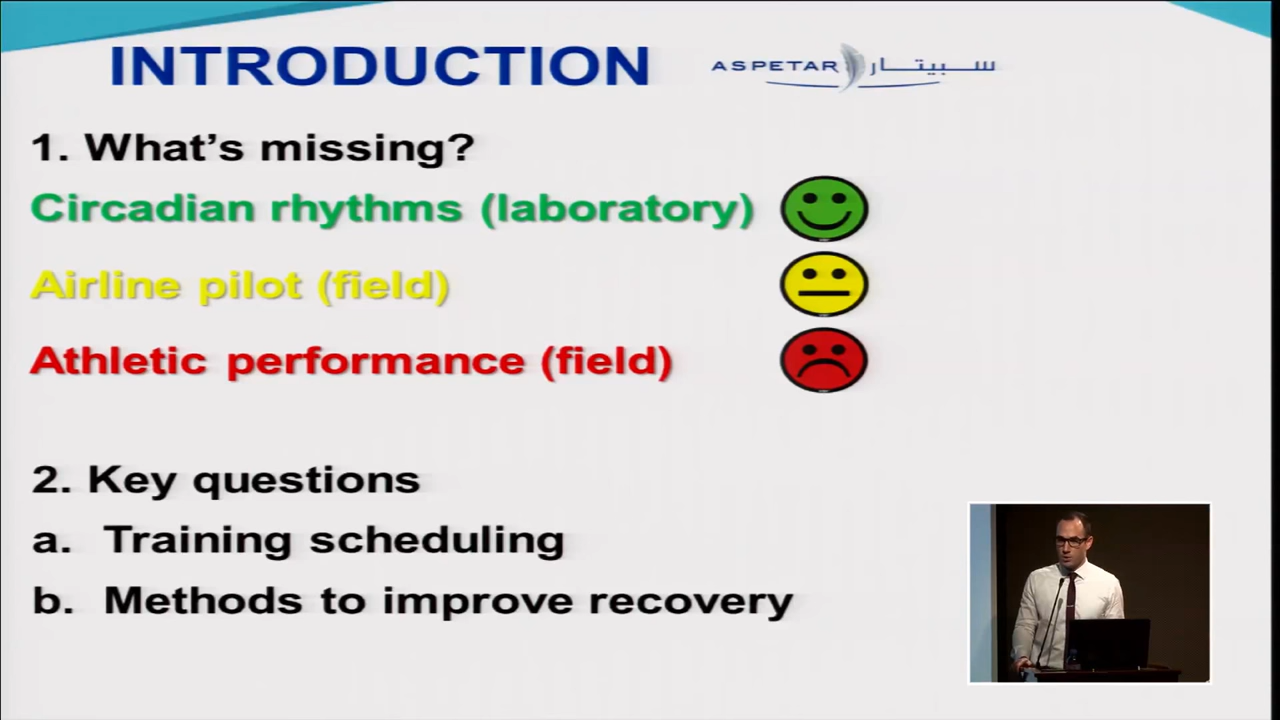 INTRODUCTION
ASPETAR سبيتار
1. What's missing?
Circadian rhythms (laboratory)
Airline pilot (field)
Athletic performance (field)
2. Key questions
a. Training scheduling
b. Methods to improve recovery